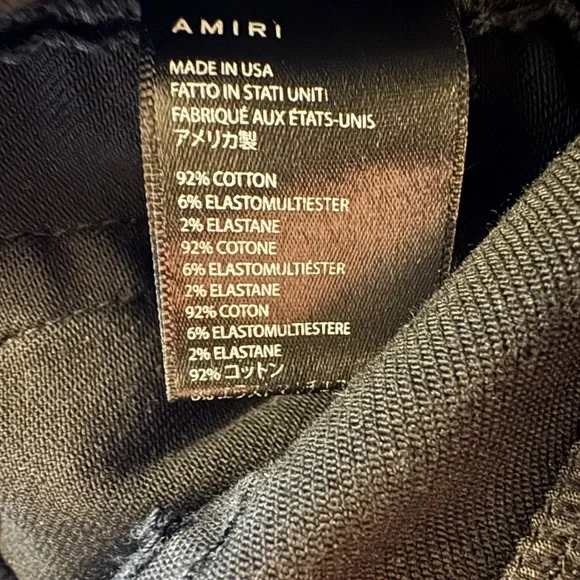 AMIRI
MADE IN USA
FATTO IN STATI UNITI
FABRIQUÉ AUX ÉTATS-UNIS
アメリカ製
92% COTTON
6% ELASTOMULTIESTER
2% ELASTANE
92% COTONE
6% ELASTOMULTIÉSTER
2% ELASTANE
92% COTON
6% ELASTOMULTIESTERE
2% ELASTANE
92% コットン